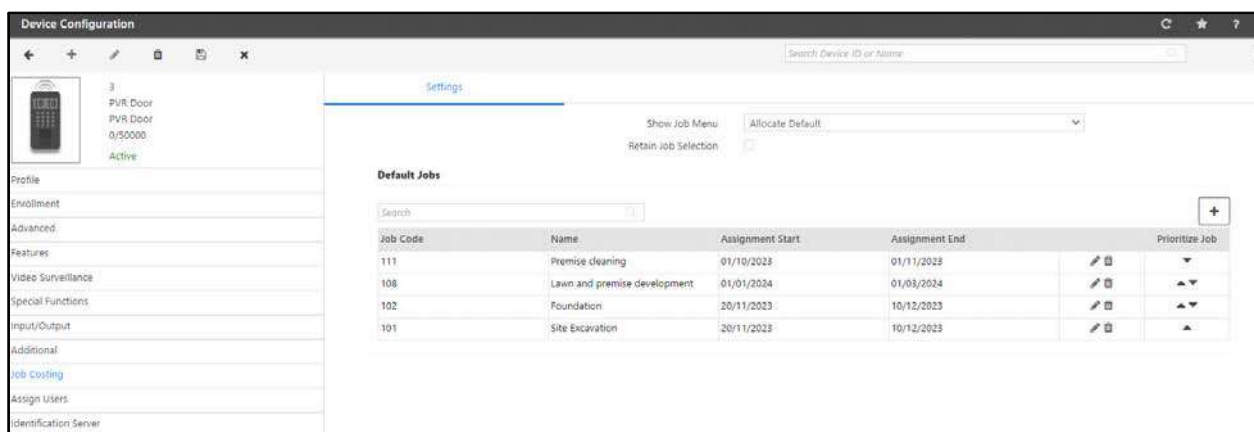 Device Configuration
?
Search Device ID or Name
3
PVR Door
PVR Door
0/50000
Active
Profile
Enrollment
Advanced
Features
Video Surveillance
Special Functions
Input/Output
Additional
Job Costing
Assign Users
Identification Server
Settings
Show Job Menu Allocate Default
Retain Job Selection
Default Jobs
Search
Job Code Name Assignment Start Assignment End Prioritize Job
111 Premise cleaning 01/10/2023 01/11/2023
108 Lawn and premise development 01/01/2024 01/03/2024
102 Foundation 20/11/2023 10/12/2023
101 Site Excavation 20/11/2023 10/12/2023